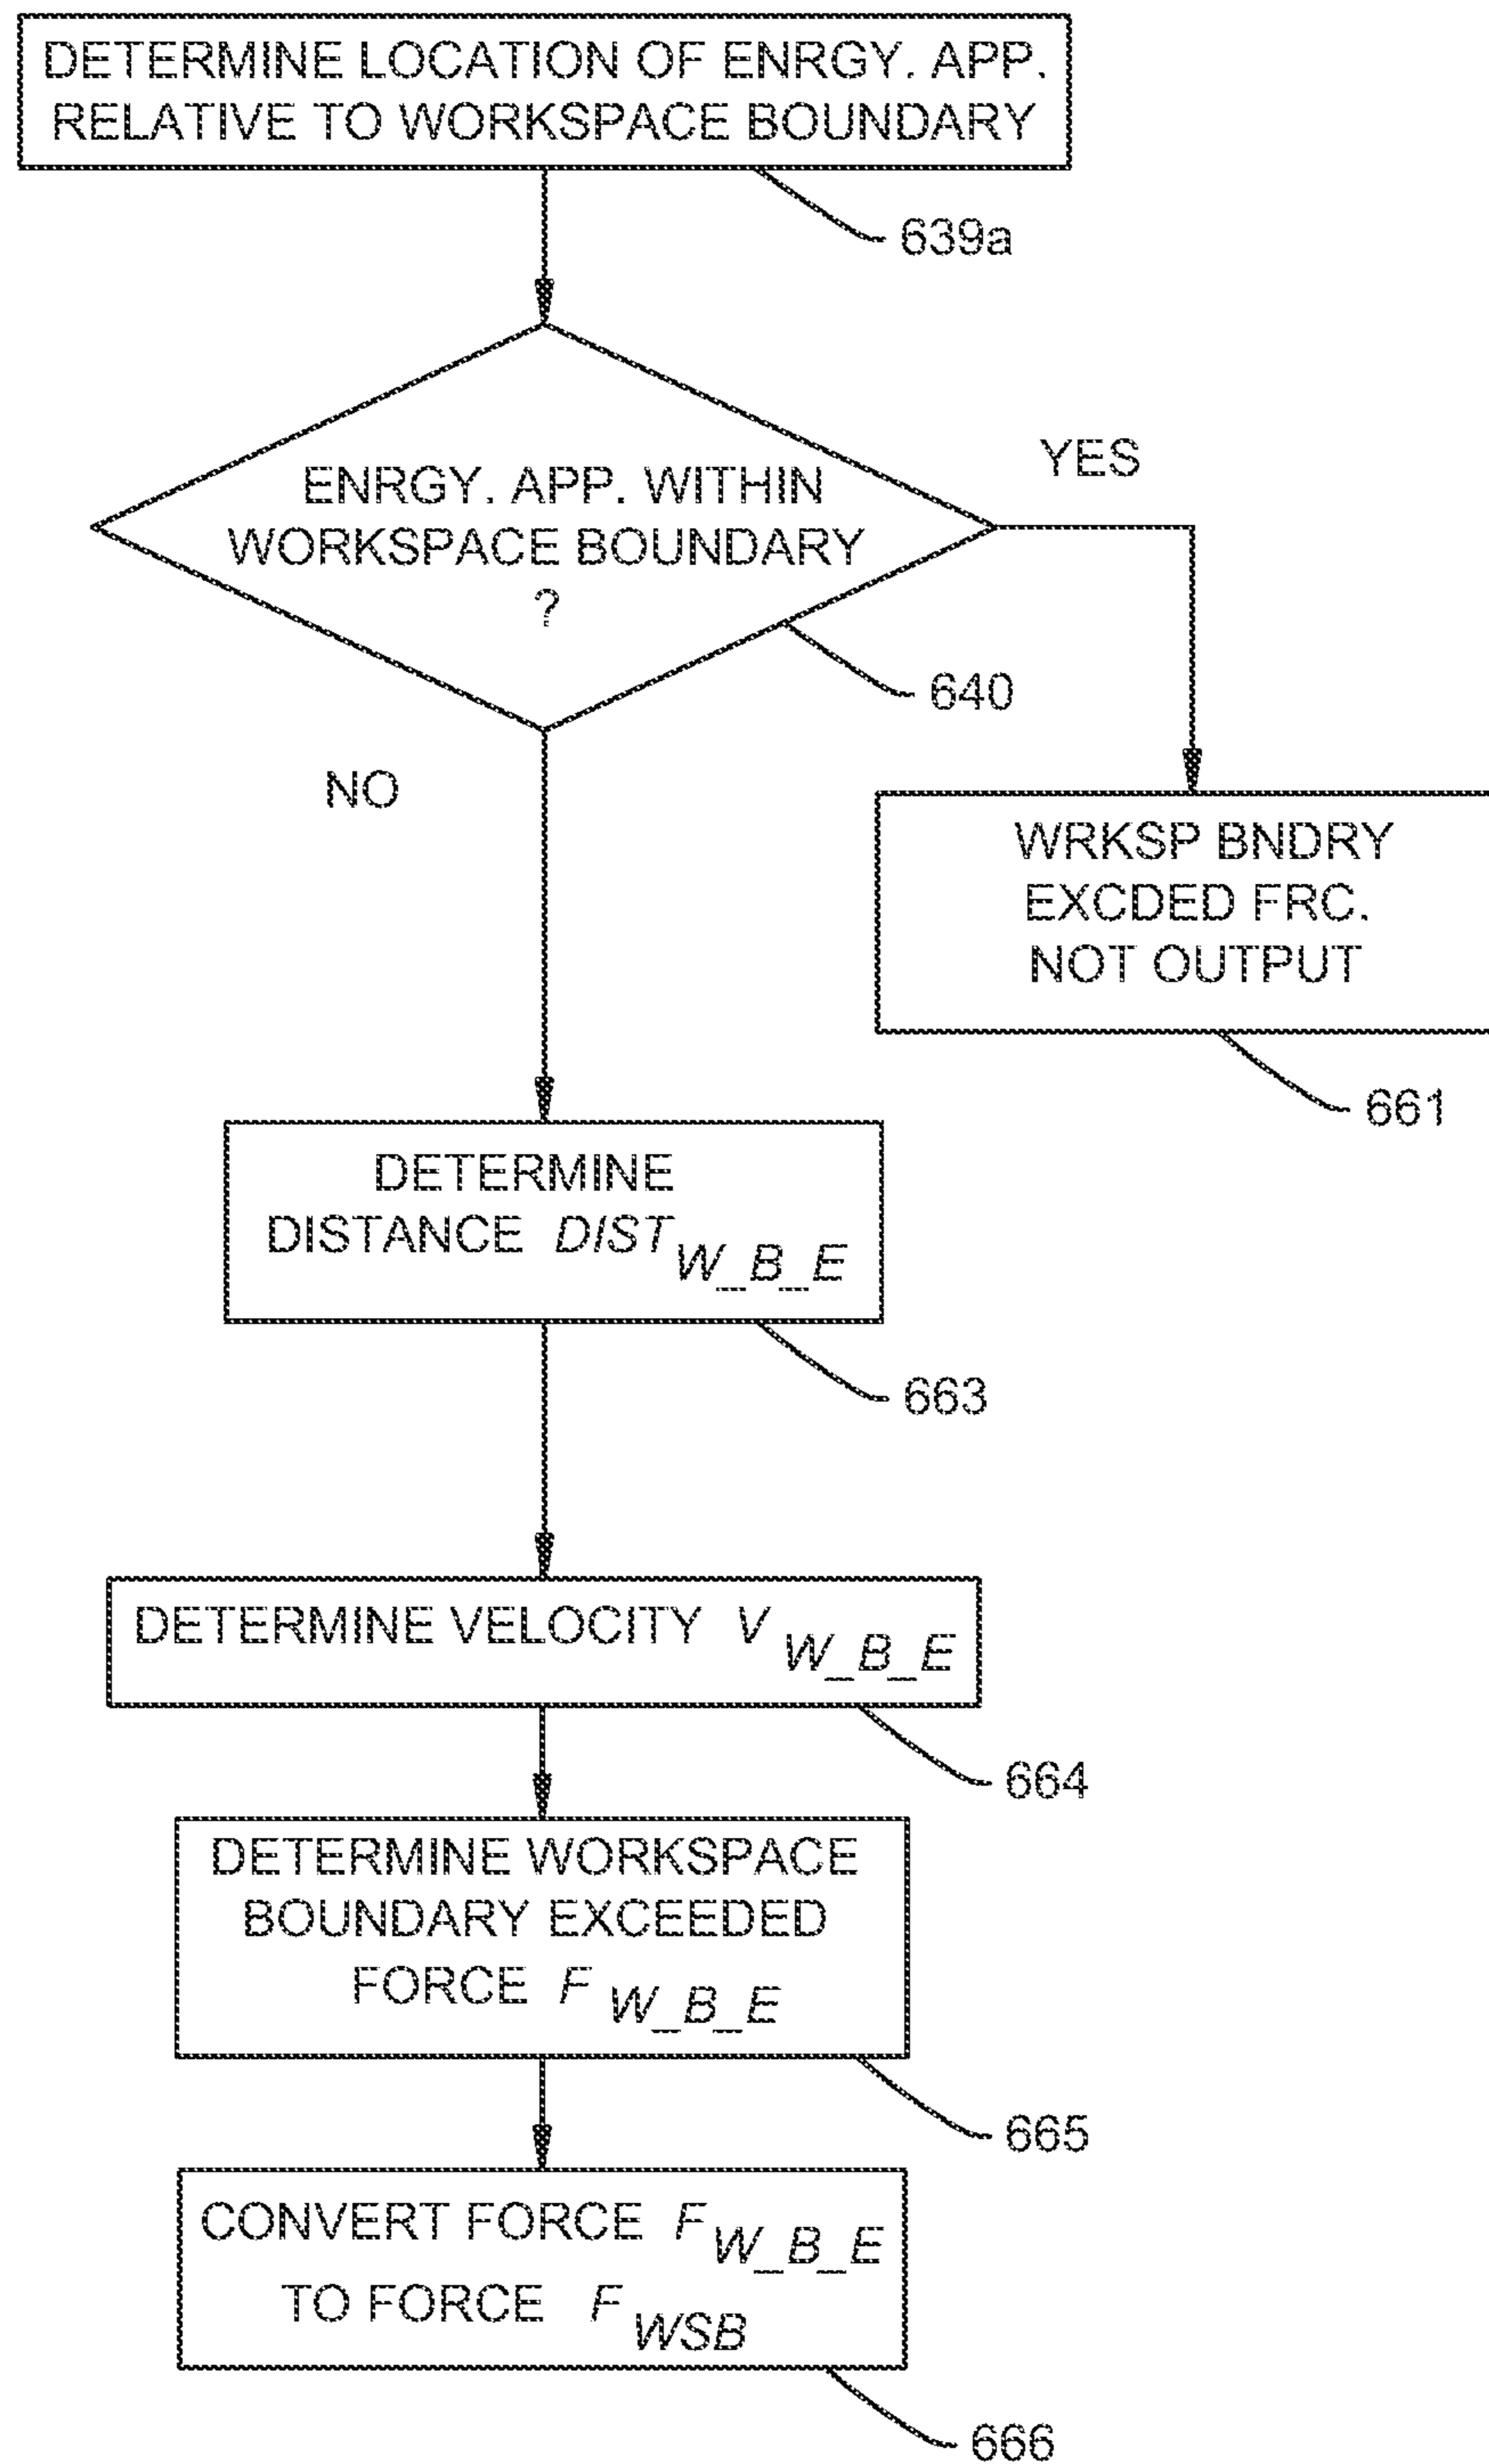 DETERMINE LOCATION OF ENRGY. APP.
RELATIVE TO WORKSPACE BOUNDARY
639a
ENRGY. APP. WITHIN
WORKSPACE BOUNDARY
?
YES
640
NO
WRKSP BNDRY
EXCDED FRC.
NOT OUTPUT
661
DETERMINE
DISTANCE DIST W_B_E
663
DETERMINE VELOCITY V W_B_E
664
DETERMINE WORKSPACE
BOUNDARY EXCEEDED
FORCE F W_B_E
665
CONVERT FORCE F W_B_E
TO FORCE F WSB
666